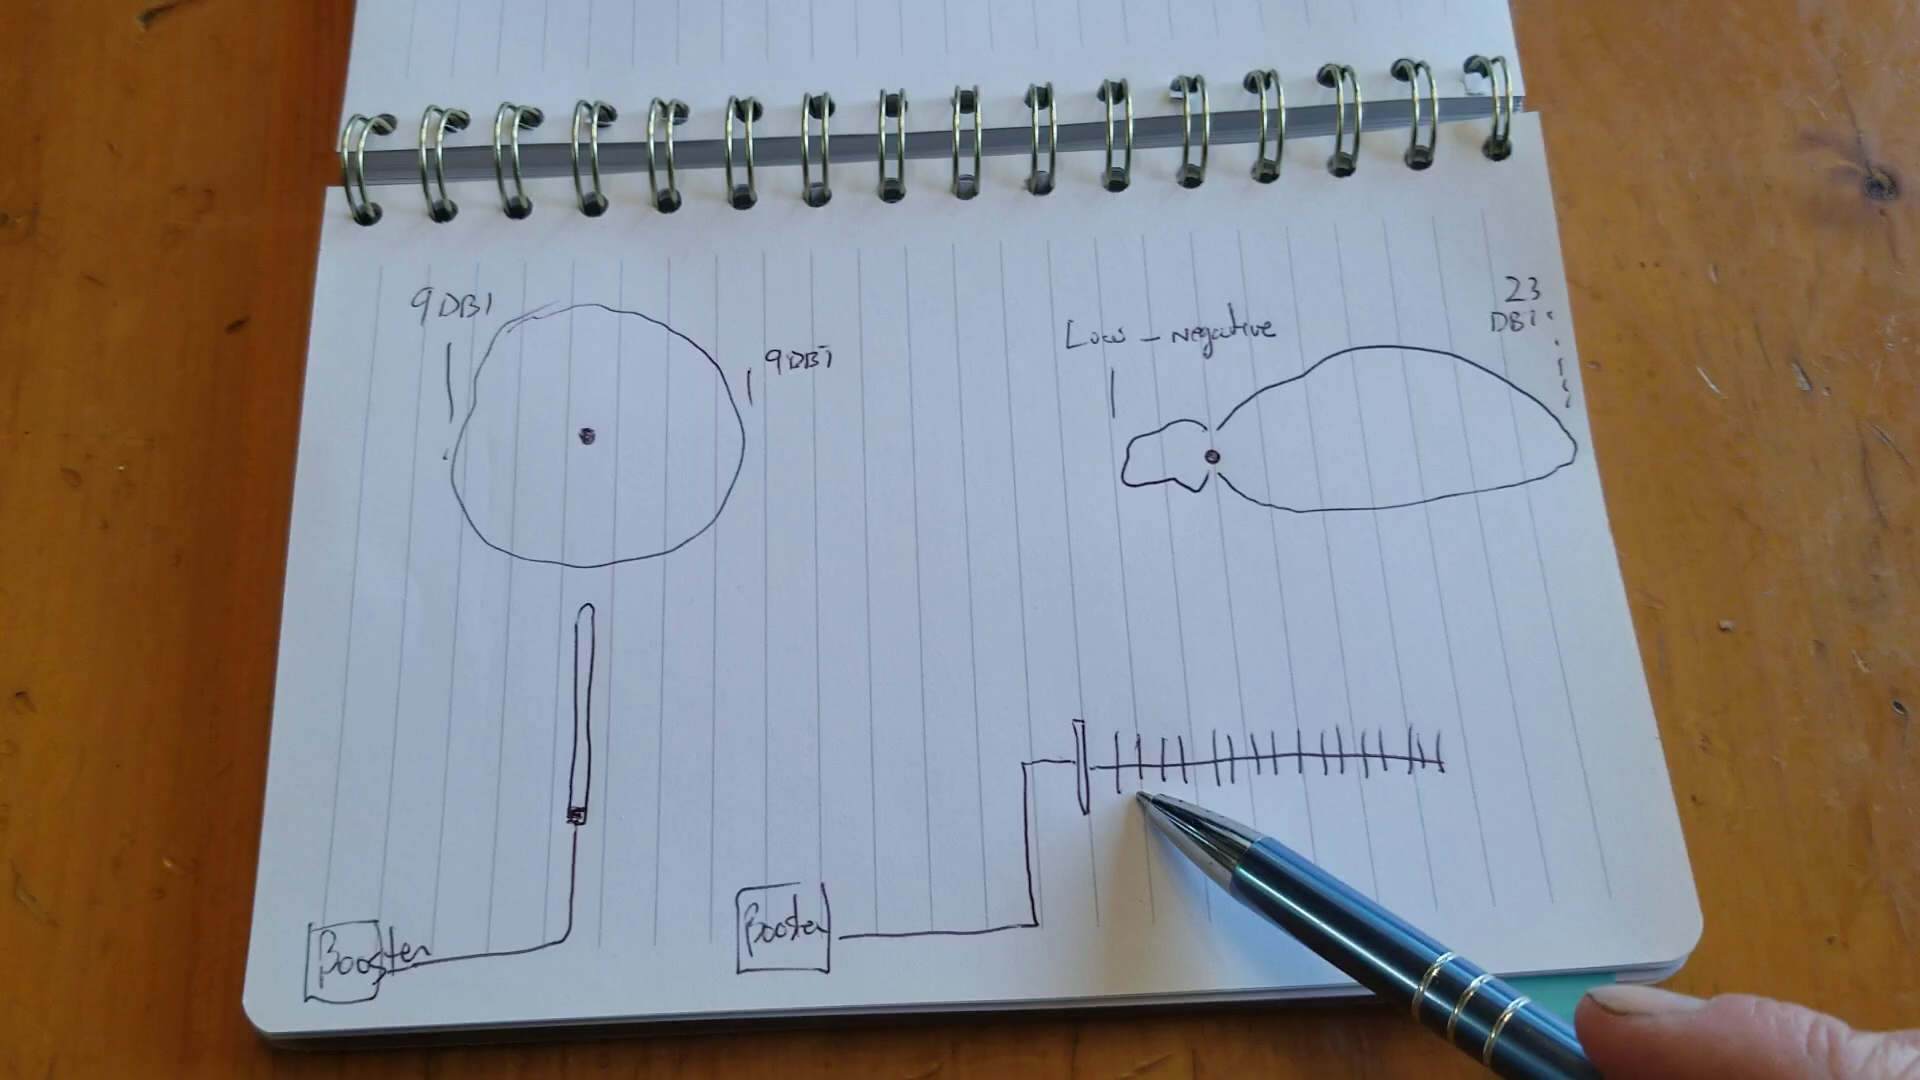 9DBI
9DBI
Low - negative
23
DBI
Booster
Booster